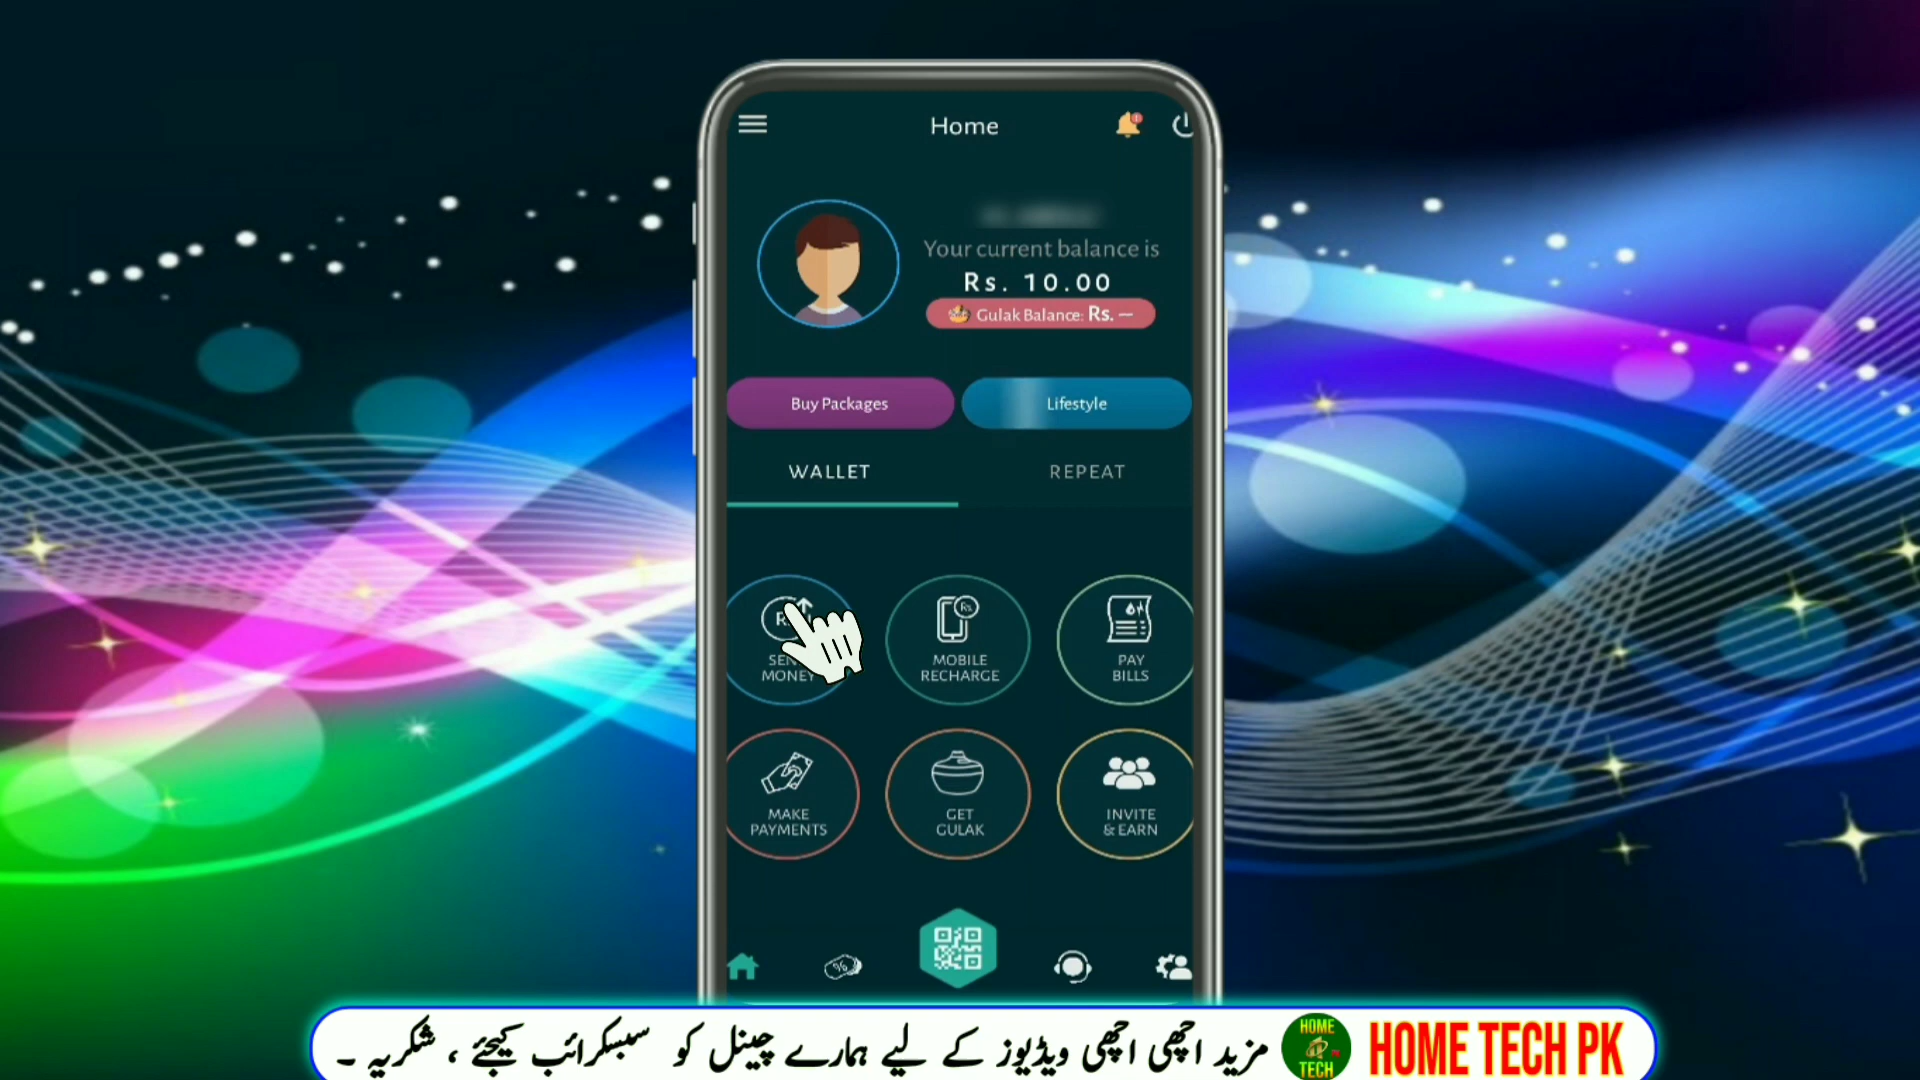 Home
Your current balance is
Rs. 10.00
Gulak Balance: Rs. —
Buy Packages
Lifestyle
WALLET
REPEAT
MONEY
MOBILE
RECHARGE
PAY
BILLS
MAKE
PAYMENTS
GET
GULAK
INVITE
& EARN
مزید اچھی اچھی ویڈیوز کے لیے ہمارے چینل کو سبسکرائب کیجئے ، شکریہ ۔
HOME
TECH
HOME TECH PK